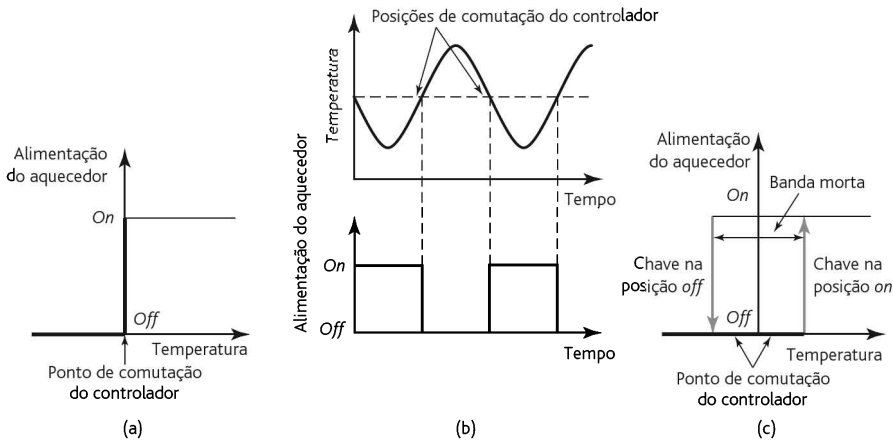 Alimentação
do aquecedor
On
Off
Temperatura
Ponto de comutação
do controlador
(a)
Posições de comutação do controlador
Temperatura
Tempo
Alimentação do aquecedor
On
Off
Tempo
(b)
Alimentação
do aquecedor
On
Banda morta
Chave na
posição off
Chave na
posição on
Off
Temperatura
Ponto de comutação
do controlador
(c)